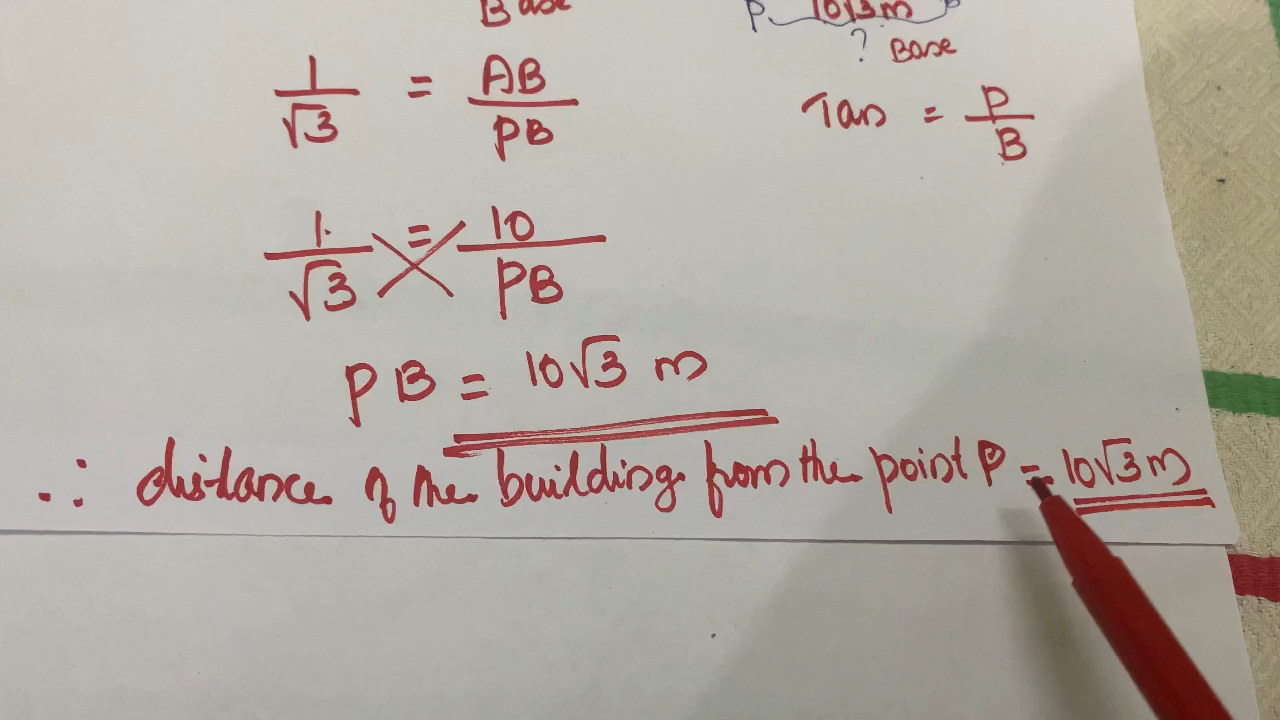 Base
P 10√3 m
? Base
1/√3 = AB/PB
Tan = P/B
1/√3 = 10/PB
PB = 10√3 m
∴ distance of the building from the point P = 10√3 m